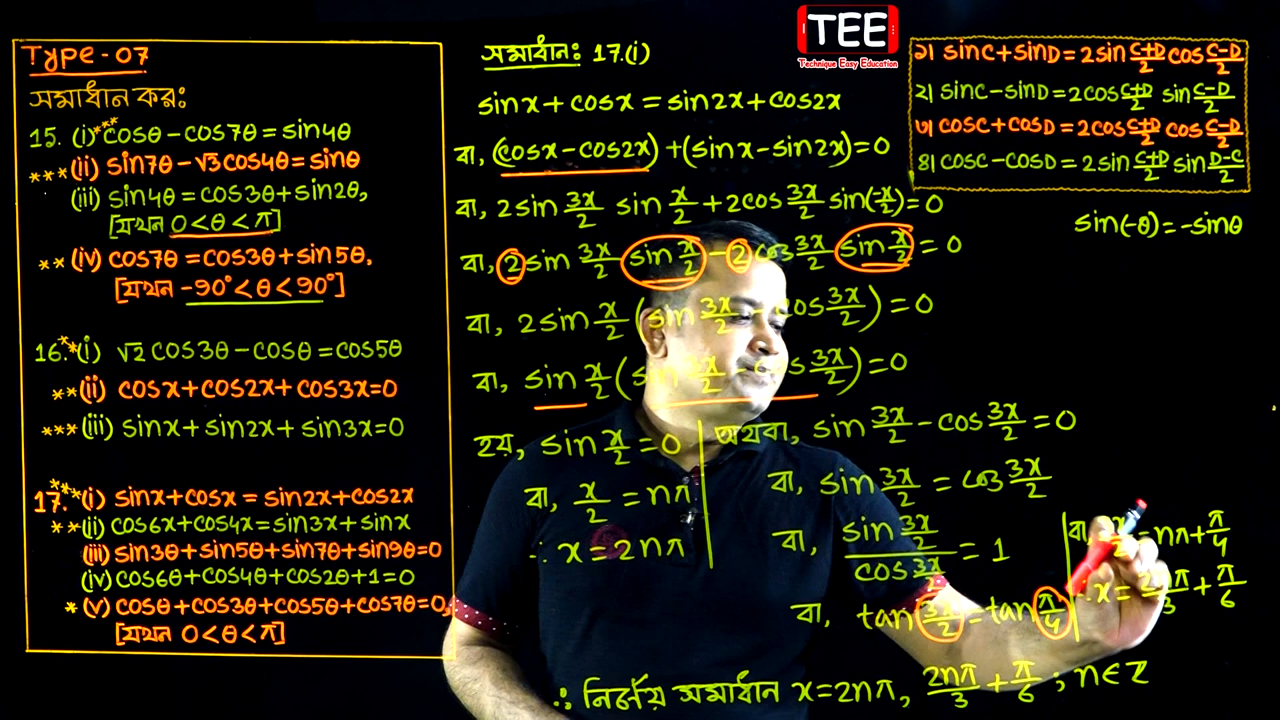 Type - 07
সমাধান করঃ
15. (i)*** cosθ − cos7θ = sin4θ
*** (ii) sin7θ − √3cos4θ = sinθ
(iii) sin4θ = cos3θ + sin2θ,
[যখন 0 < θ < π]
** (iv) cos7θ = cos3θ + sin5θ,
[যখন -90° < θ < 90°]
16.** (i) √2 cos3θ − cosθ = cos5θ
** (ii) cosx + cos2x + cos3x = 0
*** (iii) sinx + sin2x + sin3x = 0
17.*** (i) sinx + cosx = sin2x + cos2x
** (ii) cos6x + cos4x = sin3x + sinx
(iii) sin3θ + sin5θ + sin7θ + sin9θ = 0
(iv) cos6θ + cos4θ + cos2θ + 1 = 0
* (v) cosθ + cos3θ + cos5θ + cos7θ = 0,
[যখন 0 < θ < π]
সমাধানঃ 17.(i)
sinx + cosx = sin2x + cos2x
বা, (cosx − cos2x) + (sinx − sin2x) = 0
বা, 2sin 3x/2 sin x/2 + 2cos 3x/2 sin(-x/2) = 0
বা, 2 sin 3x/2 sin x/2 − 2 cos 3x/2 sin x/2 = 0
বা, 2sin x/2 (sin 3x/2 − cos 3x/2) = 0
বা, sin x/2 (sin 3x/2 − cos 3x/2) = 0
হয়, sin x/2 = 0
বা, x/2 = nπ
∴ x = 2nπ
অথবা, sin 3x/2 − cos 3x/2 = 0
বা, sin 3x/2 = cos 3x/2
বা, sin 3x/2 / cos 3x/2 = 1
বা, tan 3x/2 = tan π/4
বা, 3x/2 = nπ + π/4
∴ x = 2nπ/3 + π/6
∴ নির্ণেয় সমাধান x = 2nπ, 2nπ/3 + π/6 ; n ∈ Z
TEE
Technique Easy Education
১। sinC + sinD = 2sin C+D/2 cos C−D/2
২। sinC − sinD = 2cos C+D/2 sin C−D/2
৩। cosC + cosD = 2cos C+D/2 cos C−D/2
৪। cosC − cosD = 2sin C+D/2 sin D−C/2
sin(-θ) = -sinθ